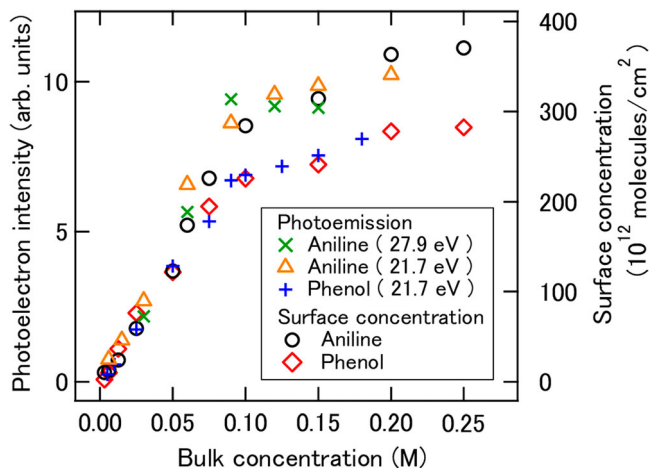 Photoelectron intensity (arb. units)
10
5
0
400
300
200
100
0
Surface concentration
(10¹² molecules/cm²)
Photoemission
Aniline ( 27.9 eV )
Aniline ( 21.7 eV )
Phenol ( 21.7 eV )
Surface concentration
Aniline
Phenol
0.00 0.05 0.10 0.15 0.20 0.25
Bulk concentration (M)